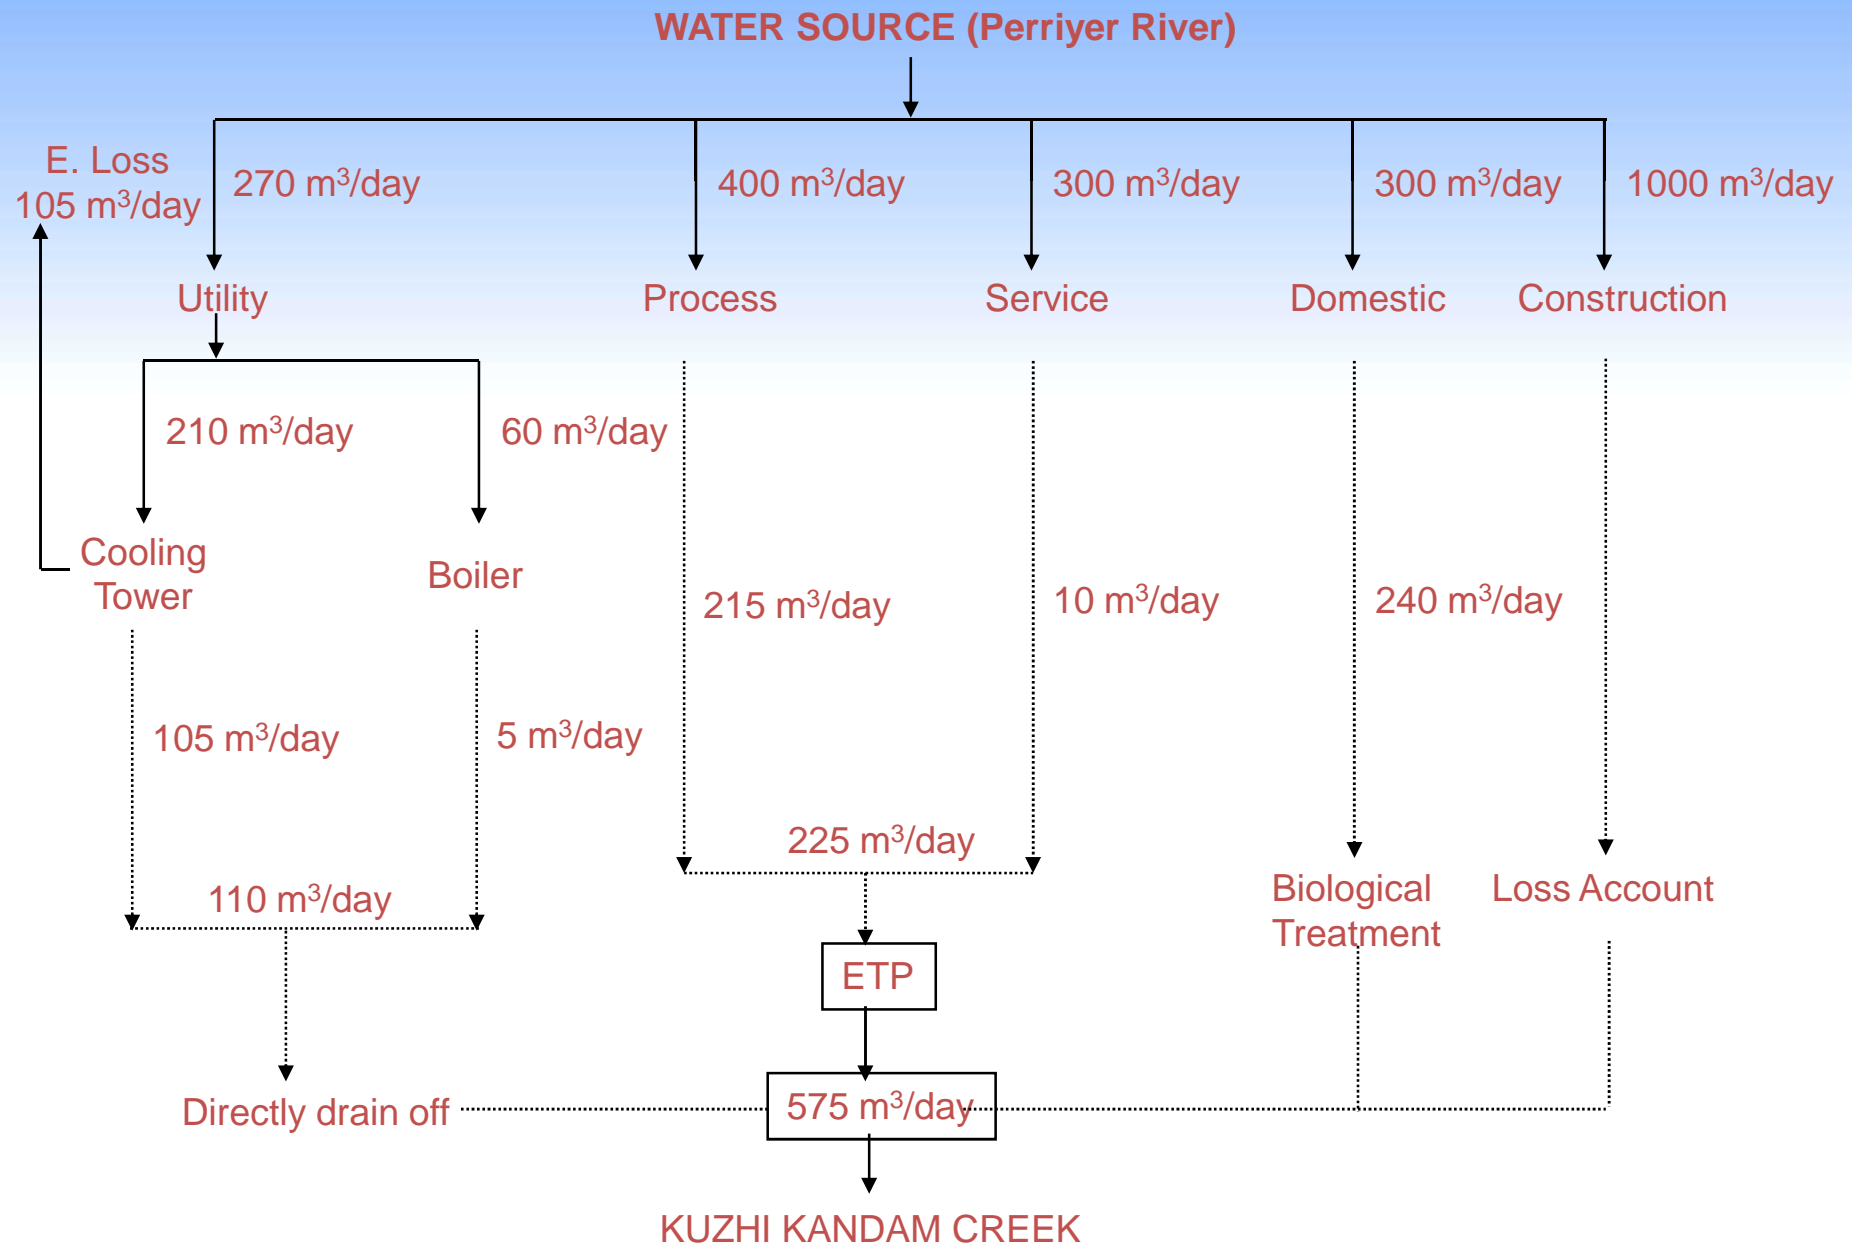 WATER SOURCE (Perriyer River)
E. Loss
105 m³/day
270 m³/day
400 m³/day
300 m³/day
300 m³/day
1000 m³/day
Utility
Process
Service
Domestic
Construction
210 m³/day
60 m³/day
Cooling
Tower
Boiler
215 m³/day
10 m³/day
240 m³/day
105 m³/day
5 m³/day
225 m³/day
110 m³/day
Biological
Treatment
Loss Account
ETP
Directly drain off
575 m³/day
KUZHI KANDAM CREEK